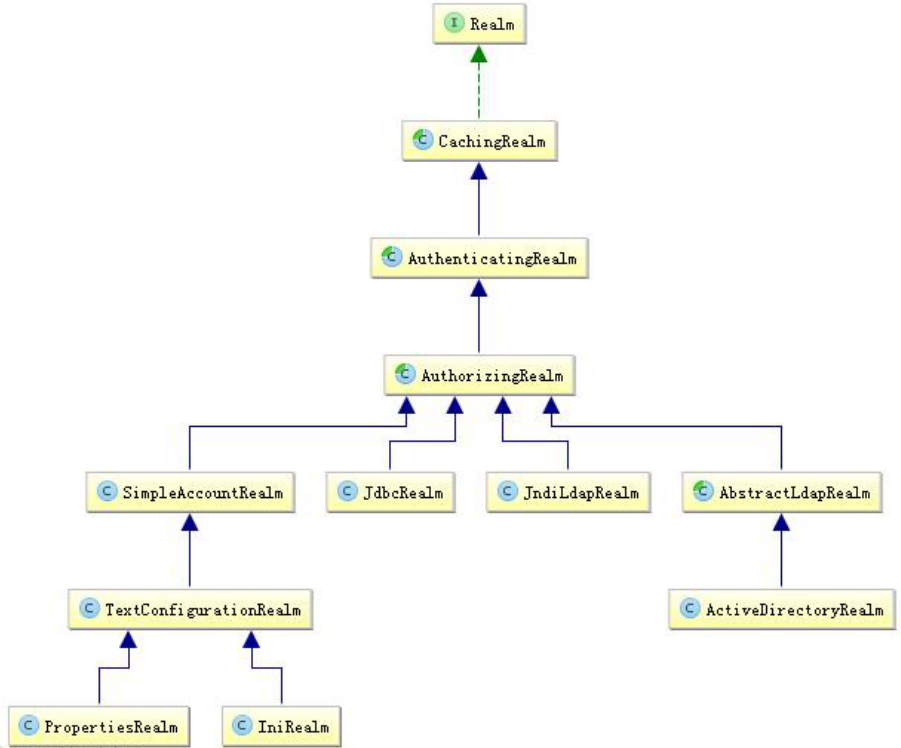 I Realm
C CachingRealm
C AuthenticatingRealm
C AuthorizingRealm
C SimpleAccountRealm
C JdbcRealm
C JndiLdapRealm
C AbstractLdapRealm
C TextConfigurationRealm
C ActiveDirectoryRealm
C PropertiesRealm
C IniRealm